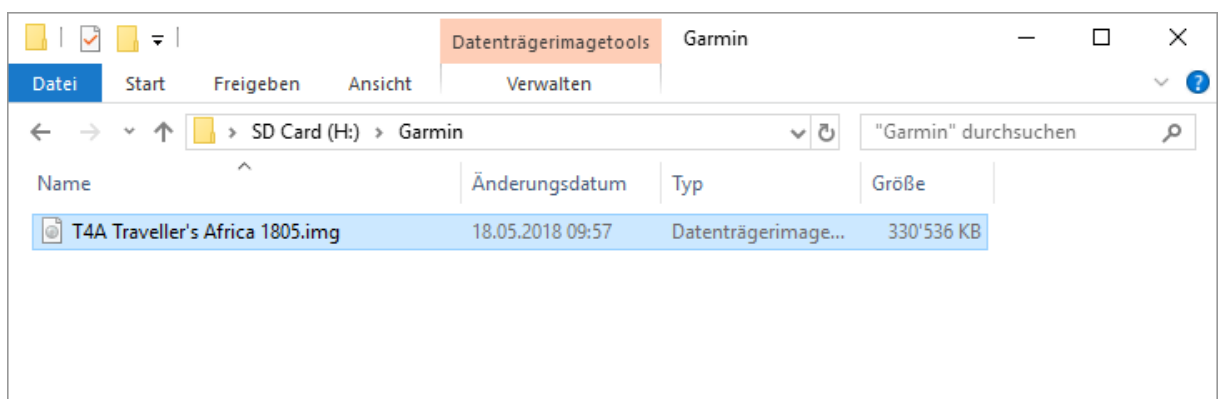 Datenträgerimagetools Garmin
Datei Start Freigeben Ansicht Verwalten
SD Card (H:) Garmin "Garmin" durchsuchen
Name Änderungsdatum Typ Größe
T4A Traveller's Africa 1805.img 18.05.2018 09:57 Datenträgerimage... 330'536 KB